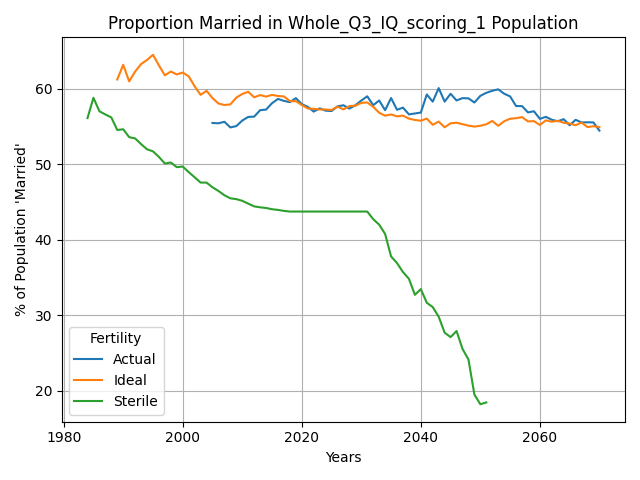 Proportion Married in Whole_Q3_IQ_scoring_1 Population
% of Population 'Married'
60
50
40
30
20
Fertility
Actual
Ideal
Sterile
1980
2000
2020
2040
2060
Years